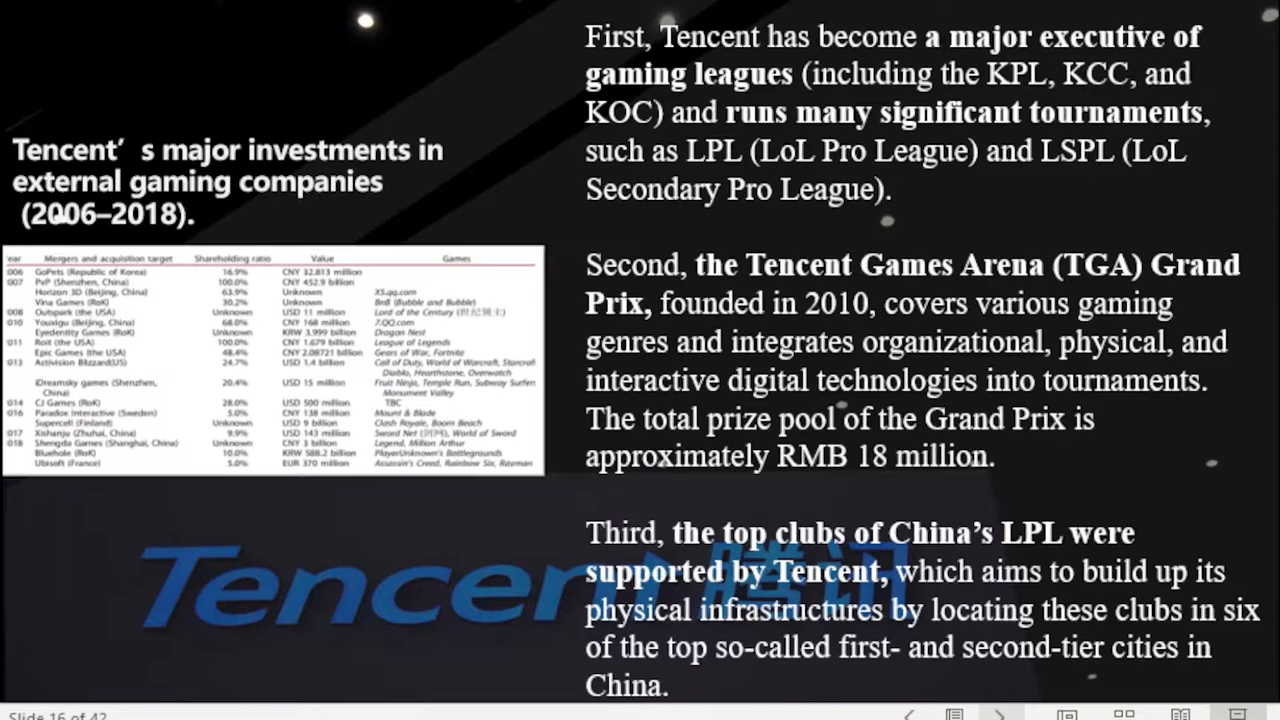 Tencent' s major investments in
external gaming companies
(2006–2018).
ear Mergers and acquisition target Shareholding ratio Value Games
006 GoPets (Republic of Korea) 16.9% CNY 32.813 million
007 PvP (Shenzhen, China) 100.0% CNY 452.9 billion
Horizon 3D (Beijing, China) 63.9% Unknown X5.qq.com
Vina Games (RoK) 30.2% Unknown BnB (Bubble and Bubble)
008 Outspark (the USA) Unknown USD 11 million Lord of the Century
010 Youxigu (Beijing, China) 68.0% CNY 168 million 7.QQ.com
Eyedentity Games (RoK) Unknown KRW 3.999 billion Dragon Nest
011 Roit (the USA) 100.0% CNY 1.679 billion League of Legends
Epic Games (the USA) 48.4% CNY 2.08721 billion Gears of War, Fortnite
013 Activision Blizzard(US) 24.7% USD 1.4 billion Call of Duty, World of Warcraft, Starcraft
Diablo, Hearthstone, Overwatch
iDreamsky games (Shenzhen, 20.4% USD 15 million Fruit Ninja, Temple Run, Subway Surfers
China) Monument Valley
014 CJ Games (RoK) 28.0% USD 500 million TBC
016 Paradox Interactive (Sweden) 5.0% CNY 138 million Mount & Blade
Supercell (Finland) Unknown USD 9 billion Clash Royale, Boom Beach
017 Xishanju (Zhuhai, China) 9.9% USD 143 million Sword Net World of Sword
018 Shengda Games (Shanghai, China) Unknown CNY 3 billion Legend, Million Arthur
Bluehole (RoK) 10.0% KRW 588.2 billion PlayerUnknown's Battlegrounds
Ubisoft (France) 5.0% EUR 370 million Assassin's Creed, Rainbow Six, Rayman
Tencent 腾讯
First, Tencent has become a major executive of
gaming leagues (including the KPL, KCC, and
KOC) and runs many significant tournaments,
such as LPL (LoL Pro League) and LSPL (LoL
Secondary Pro League).
Second, the Tencent Games Arena (TGA) Grand
Prix, founded in 2010, covers various gaming
genres and integrates organizational, physical, and
interactive digital technologies into tournaments.
The total prize pool of the Grand Prix is
approximately RMB 18 million.
Third, the top clubs of China's LPL were
supported by Tencent, which aims to build up its
physical infrastructures by locating these clubs in six
of the top so-called first- and second-tier cities in
China.
Slide 16 of 42